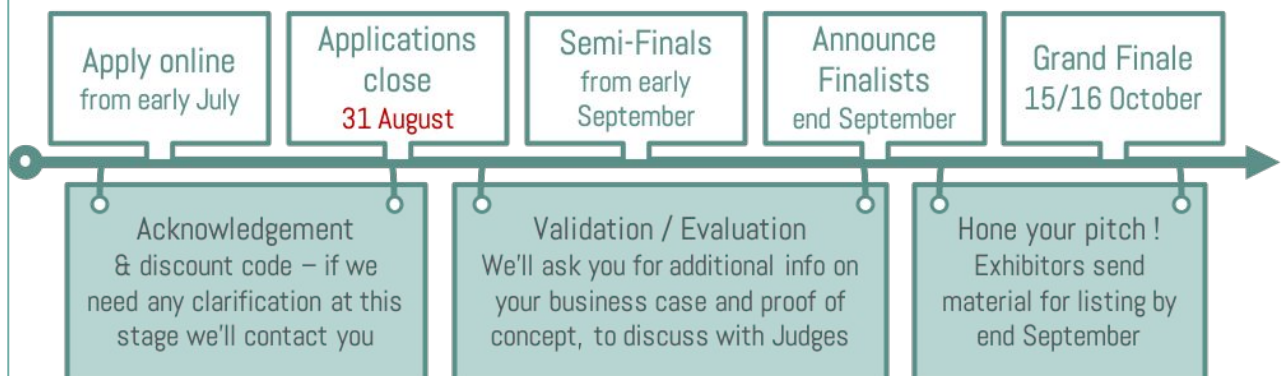 Apply online
from early July
Applications
close
31 August
Semi-Finals
from early
September
Announce
Finalists
end September
Grand Finale
15/16 October
Acknowledgement
& discount code – if we
need any clarification at this
stage we'll contact you
Validation / Evaluation
We'll ask you for additional info on
your business case and proof of
concept, to discuss with Judges
Hone your pitch !
Exhibitors send
material for listing by
end September